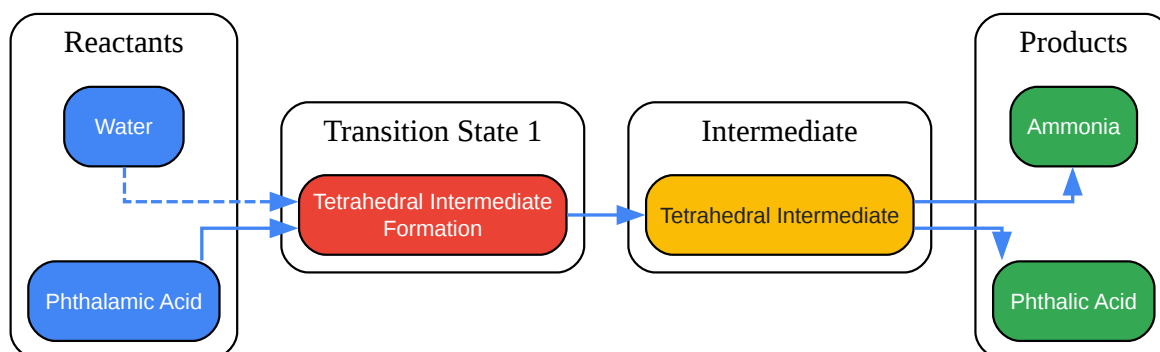 Reactants
Water
Phthalamic Acid
Transition State 1
Tetrahedral Intermediate
Formation
Intermediate
Tetrahedral Intermediate
Products
Ammonia
Phthalic Acid